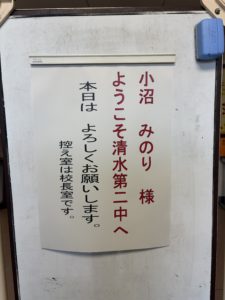 小沼　みのり　様
ようこそ清水第二中へ
本日は　よろしくお願いします。
控え室は校長室です。